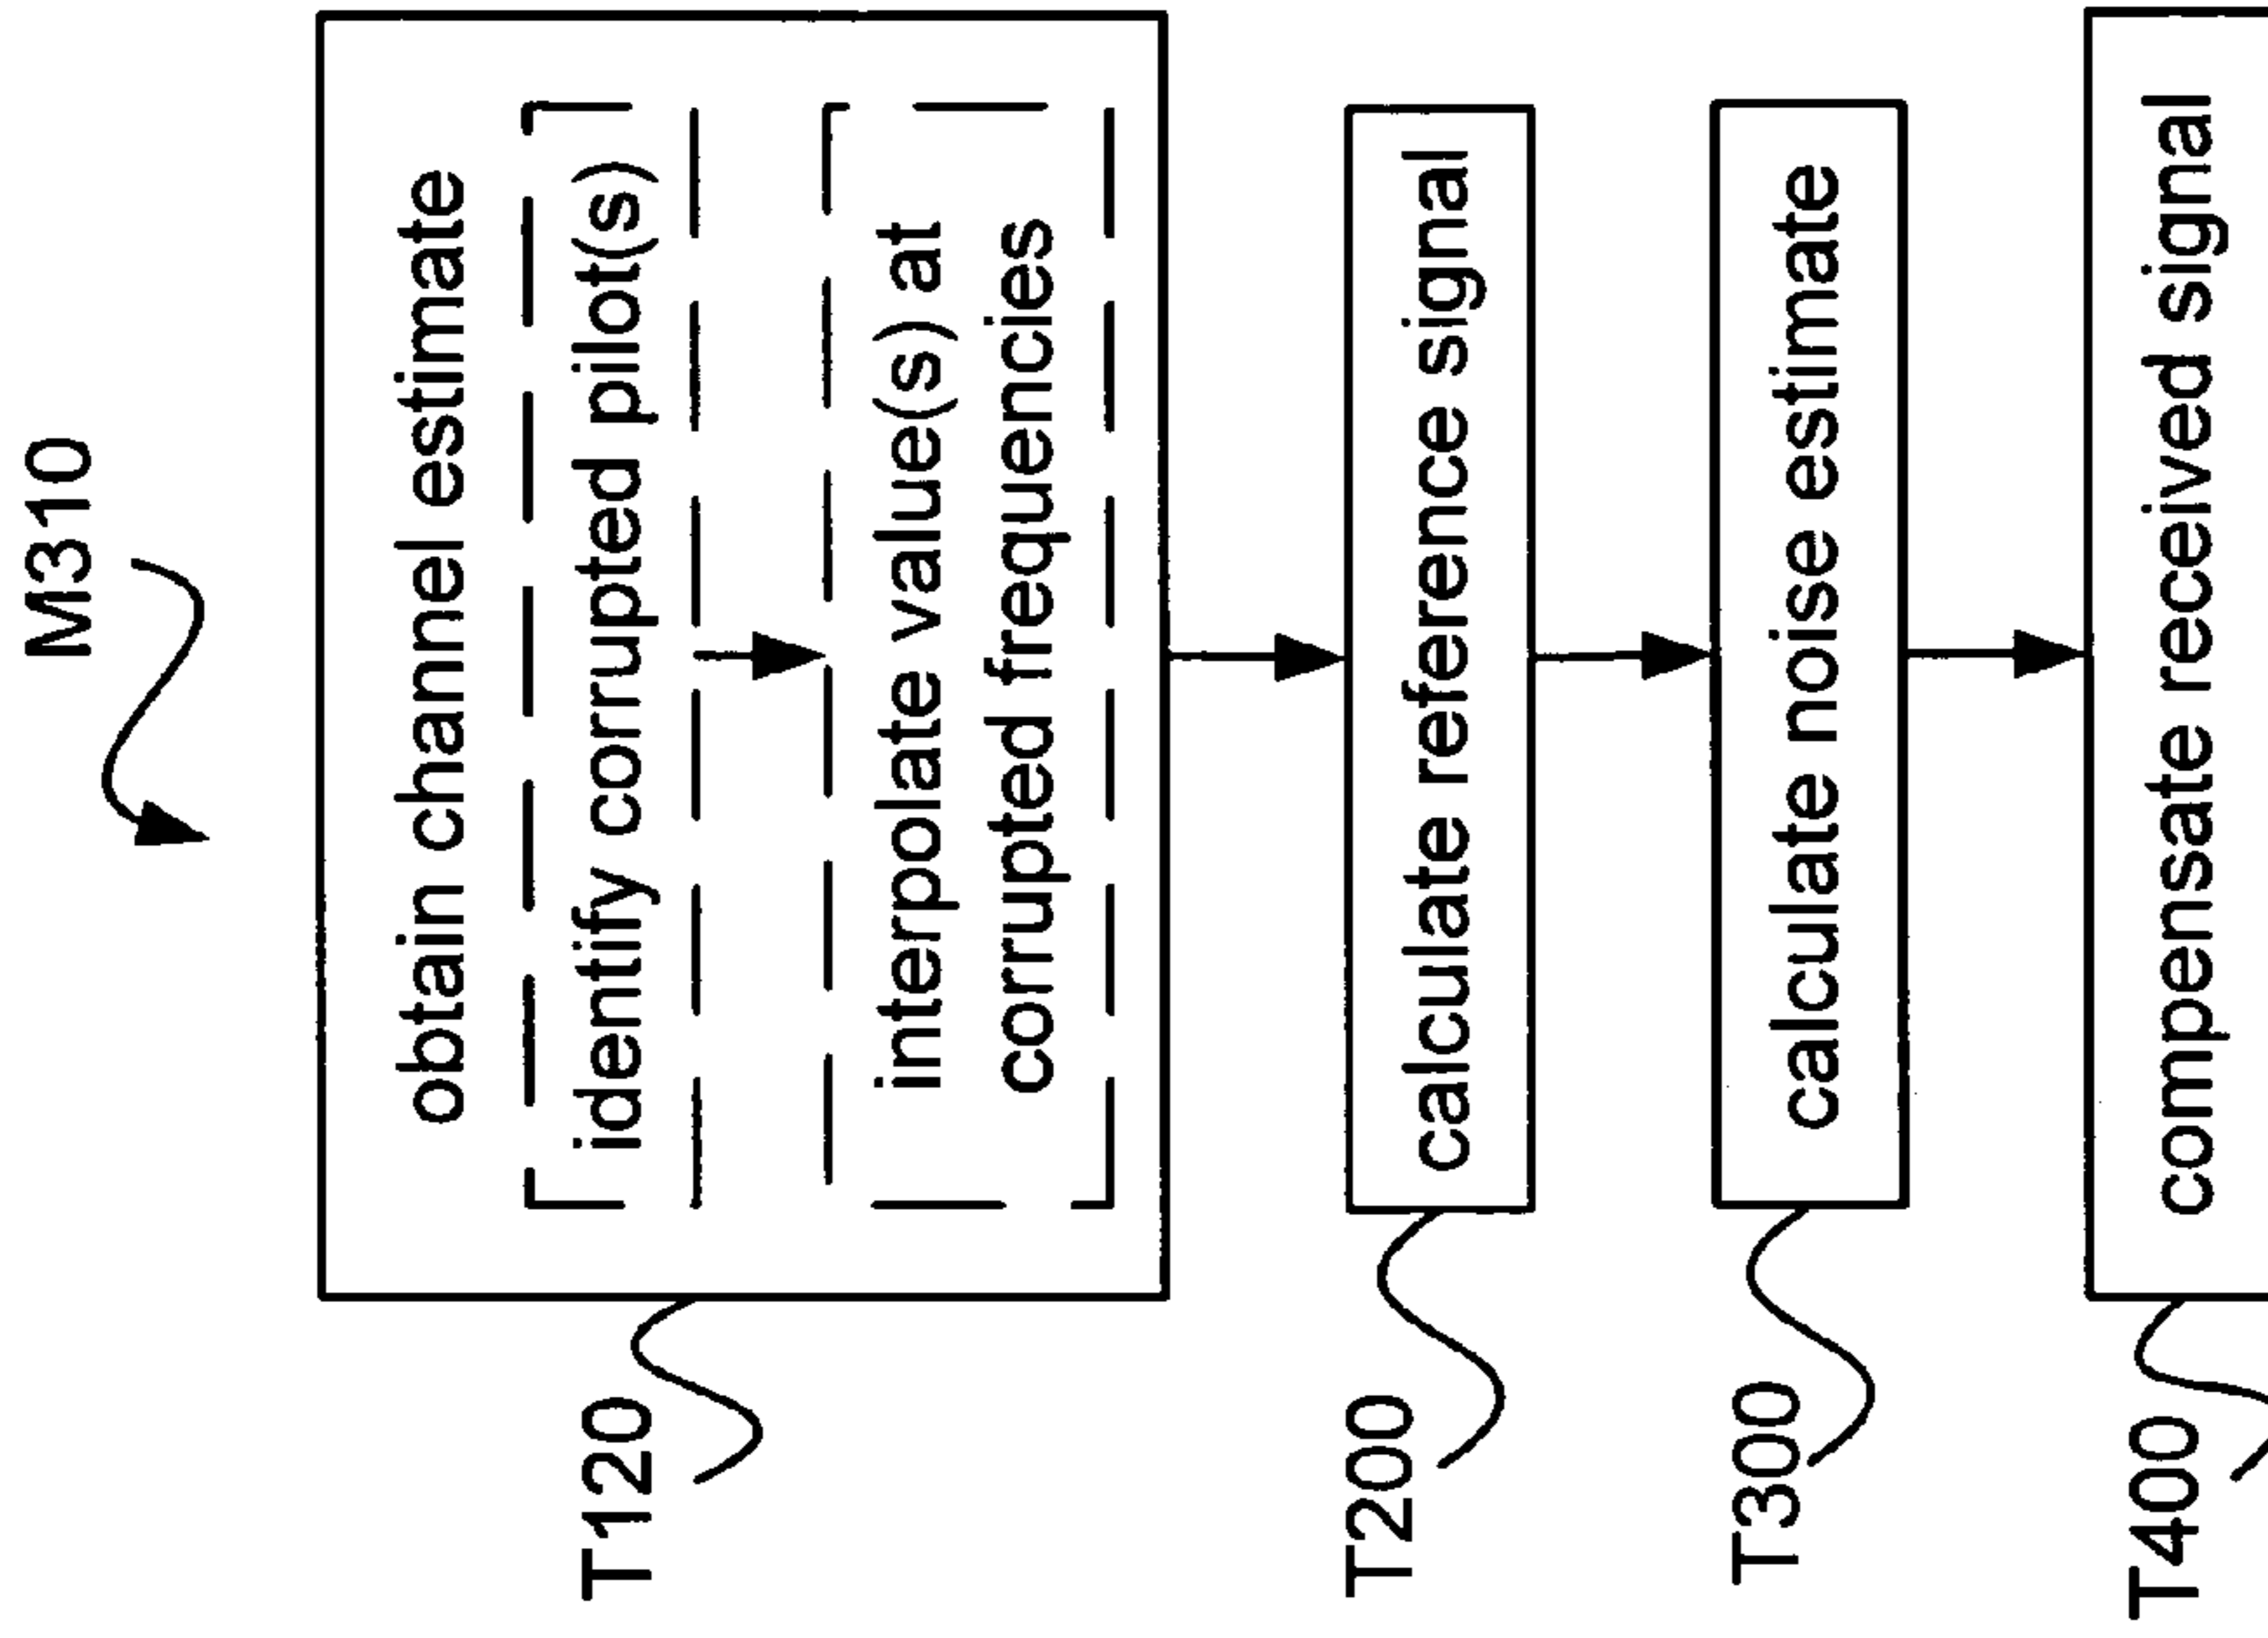 M310
obtain channel estimate
identify corrupted pilot(s)
interpolate value(s) at
corrupted frequencies
T120
calculate reference signal
T200
calculate noise estimate
T300
compensate received signal
T400